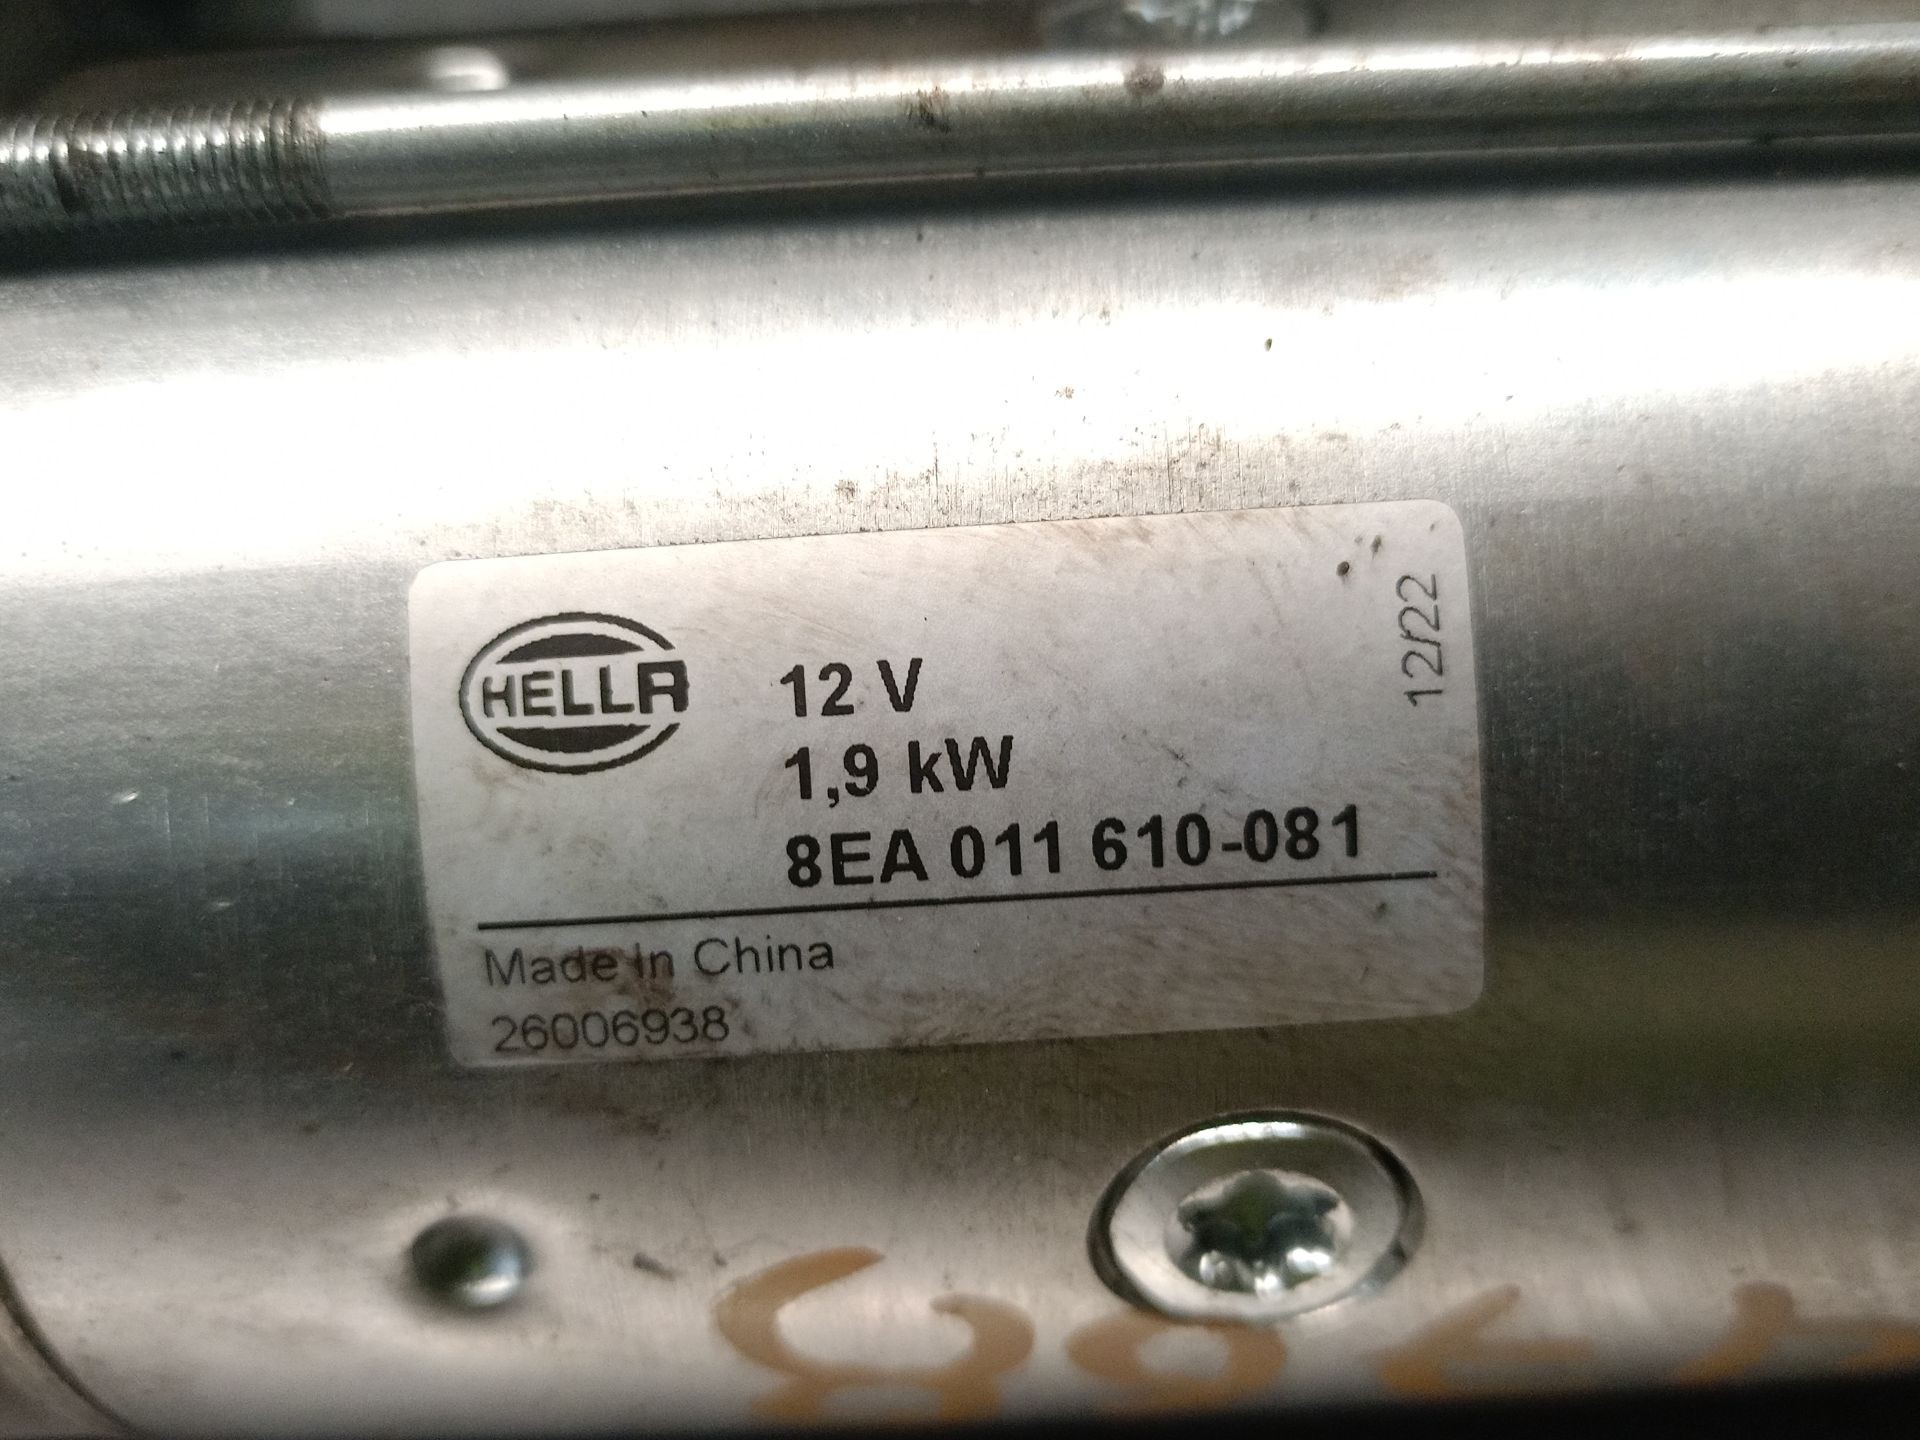 HELLA
12 V
1,9 kW
8EA 011 610-081
12/22
Made In China
26006938